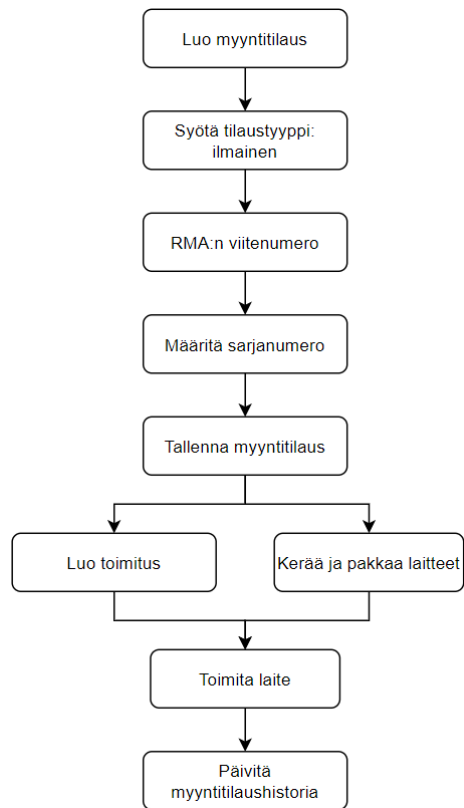 Luo myyntitilaus
Syötä tilaustyyppi:
ilmainen
RMA:n viitenumero
Määritä sarjanumero
Tallenna myyntitilaus
Luo toimitus
Kerää ja pakkaa laitteet
Toimita laite
Päivitä
myyntitilaushistoria